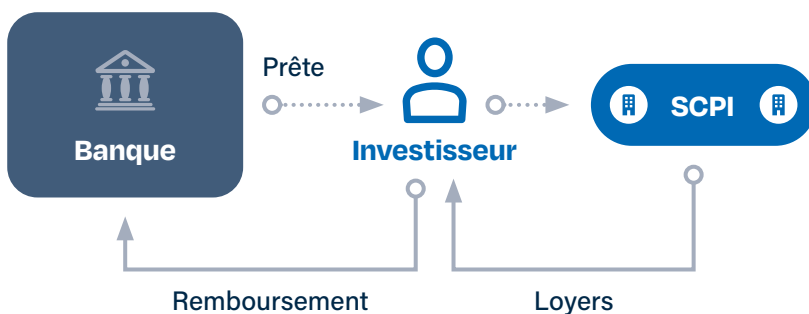 Prête
Banque
Investisseur
SCPI
Remboursement
Loyers